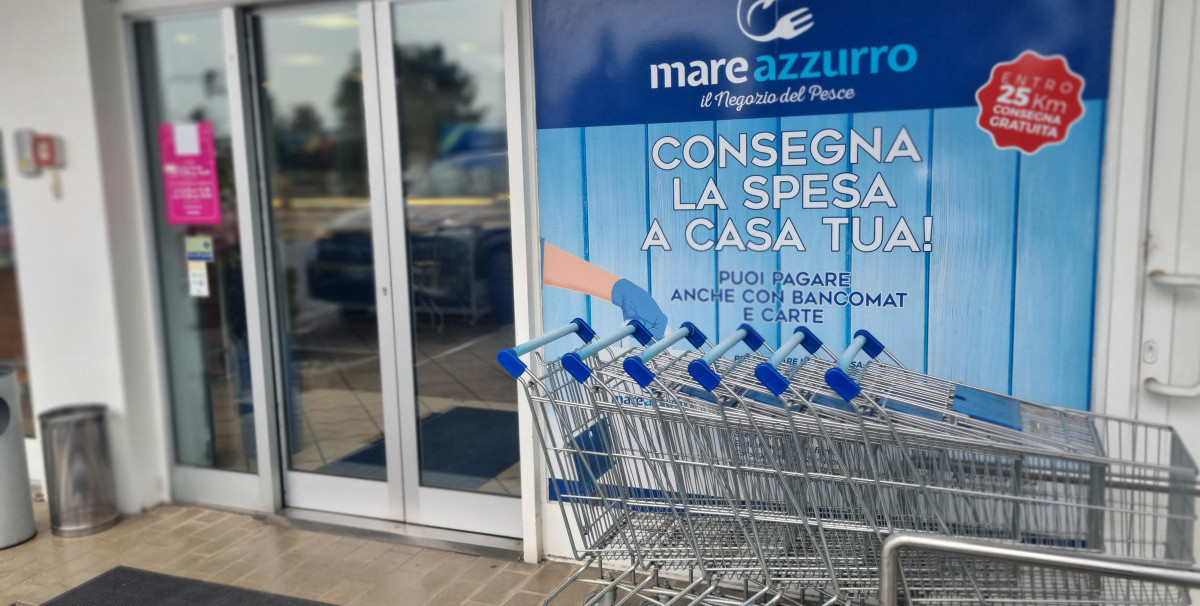 mare azzurro
il Negozio del Pesce
ENTRO
25 Km
CONSEGNA
GRATUITA
CONSEGNA
LA SPESA
A CASA TUA!
PUOI PAGARE
ANCHE CON BANCOMAT
E CARTE